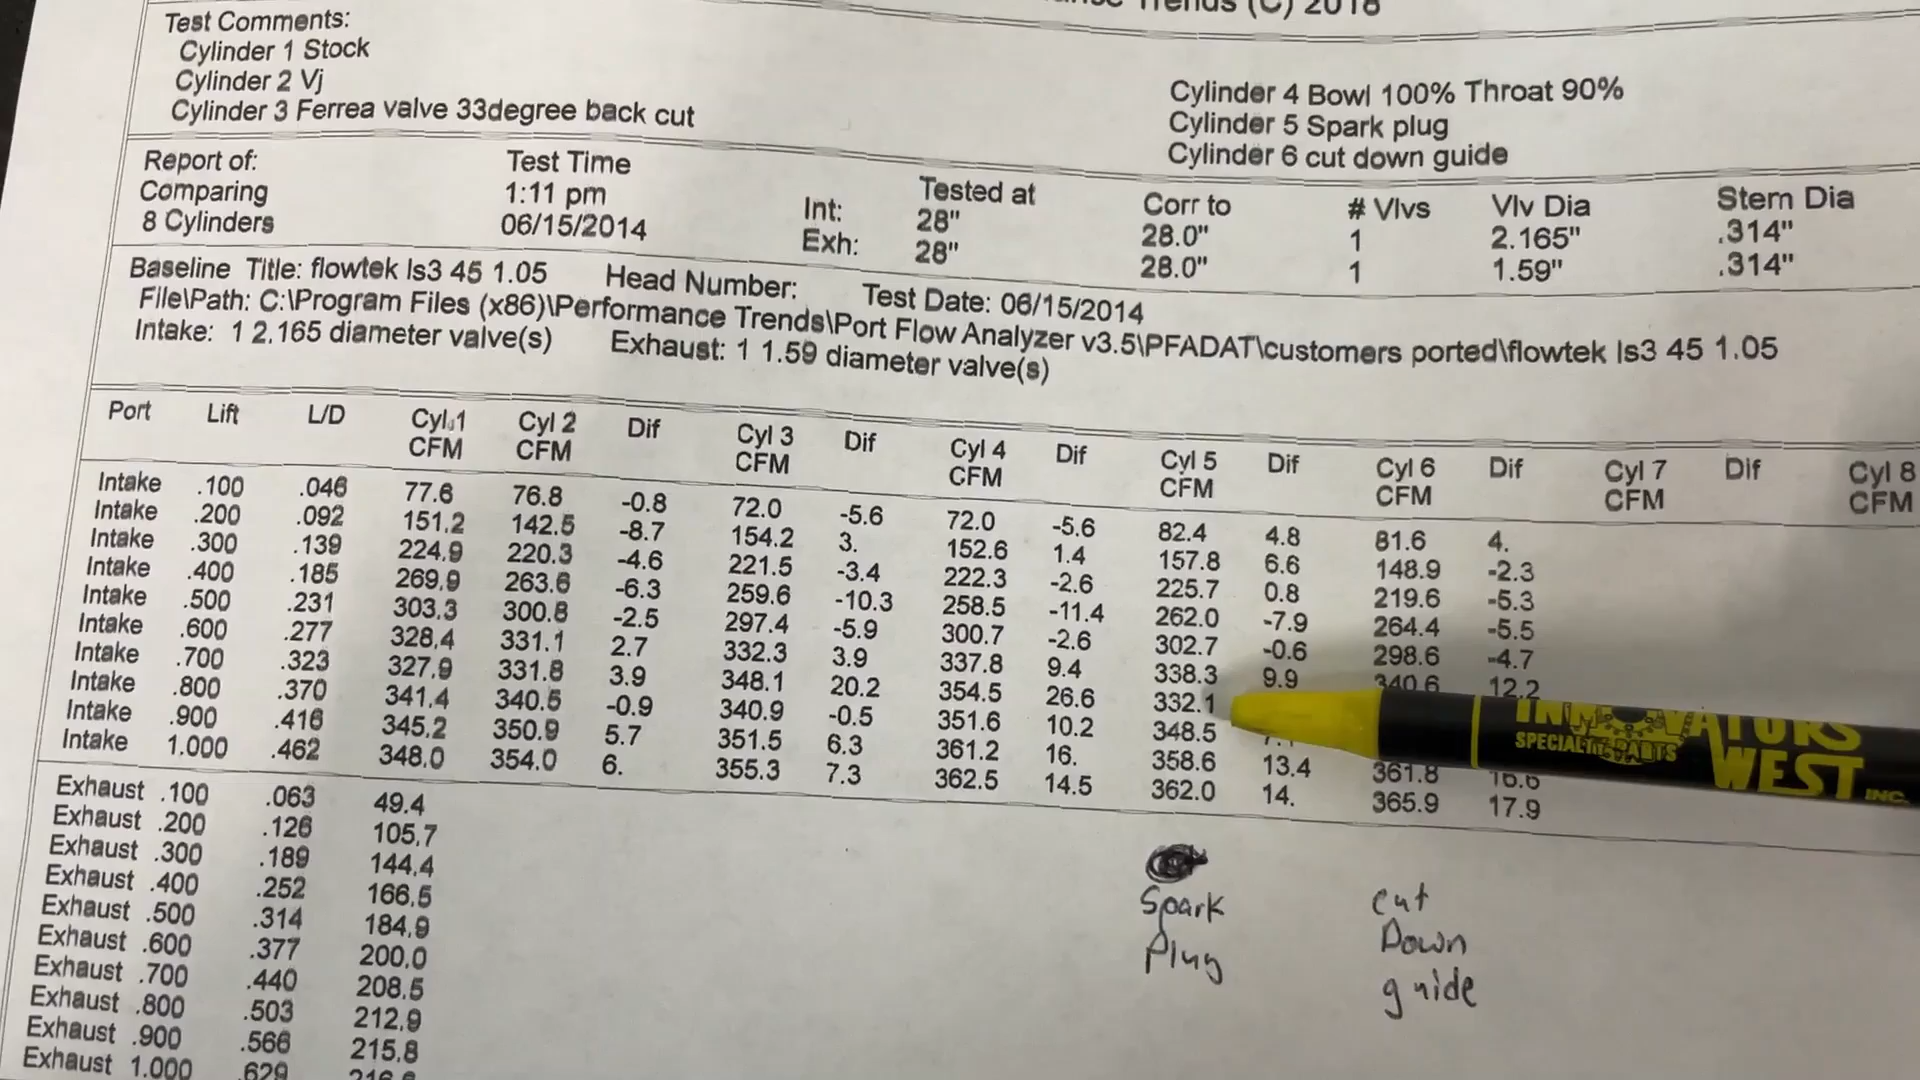 Trends (C) 2016
Test Comments:
Cylinder 1 Stock
Cylinder 2 Vj
Cylinder 3 Ferrea valve 33degree back cut
Cylinder 4 Bowl 100% Throat 90%
Cylinder 5 Spark plug
Cylinder 6 cut down guide
Report of: Test Time Tested at Corr to # Vlvs Vlv Dia Stem Dia
Comparing 1:11 pm Int: 28" 28.0" 1 2.165" .314"
8 Cylinders 06/15/2014 Exh: 28" 28.0" 1 1.59" .314"
Baseline Title: flowtek ls3 45 1.05 Head Number: Test Date: 06/15/2014
File\Path: C:\Program Files (x86)\Performance Trends\Port Flow Analyzer v3.5\PFADAT\customers ported\flowtek ls3 45 1.05
Intake: 1 2.165 diameter valve(s) Exhaust: 1 1.59 diameter valve(s)
Port Lift L/D Cyl 1 Cyl 2 Dif Cyl 3 Dif Cyl 4 Dif Cyl 5 Dif Cyl 6 Dif Cyl 7 Dif Cyl 8
CFM CFM CFM CFM CFM CFM CFM CFM
Intake .100 .046 77.6 76.8 -0.8 72.0 -5.6 72.0 -5.6 82.4 4.8 81.6 4.
Intake .200 .092 151.2 142.5 -8.7 154.2 3. 152.6 1.4 157.8 6.6 148.9 -2.3
Intake .300 .139 224.9 220.3 -4.6 221.5 -3.4 222.3 -2.6 225.7 0.8 219.6 -5.3
Intake .400 .185 269.9 263.6 -6.3 259.6 -10.3 258.5 -11.4 262.0 -7.9 264.4 -5.5
Intake .500 .231 303.3 300.8 -2.5 297.4 -5.9 300.7 -2.6 302.7 -0.6 298.6 -4.7
Intake .600 .277 328.4 331.1 2.7 332.3 3.9 337.8 9.4 338.3 9.9 340.6 12.2
Intake .700 .323 327.9 331.8 3.9 348.1 20.2 354.5 26.6 332.1
Intake .800 .370 341.4 340.5 -0.9 340.9 -0.5 351.6 10.2 348.5
Intake .900 .416 345.2 350.9 5.7 351.5 6.3 361.2 16. 358.6 13.4 361.8 16.6
Intake 1.000 .462 348.0 354.0 6. 355.3 7.3 362.5 14.5 362.0 14. 365.9 17.9
Exhaust .100 .063 49.4
Exhaust .200 .126 105.7
Exhaust .300 .189 144.4
Exhaust .400 .252 166.5
Exhaust .500 .314 184.9
Exhaust .600 .377 200.0
Exhaust .700 .440 208.5
Exhaust .800 .503 212.9
Exhaust .900 .566 215.8
Exhaust 1.000 .629
Spark
Plug
cut
Down
guide
INNOVATORS
SPECIALTY PARTS
WEST INC.